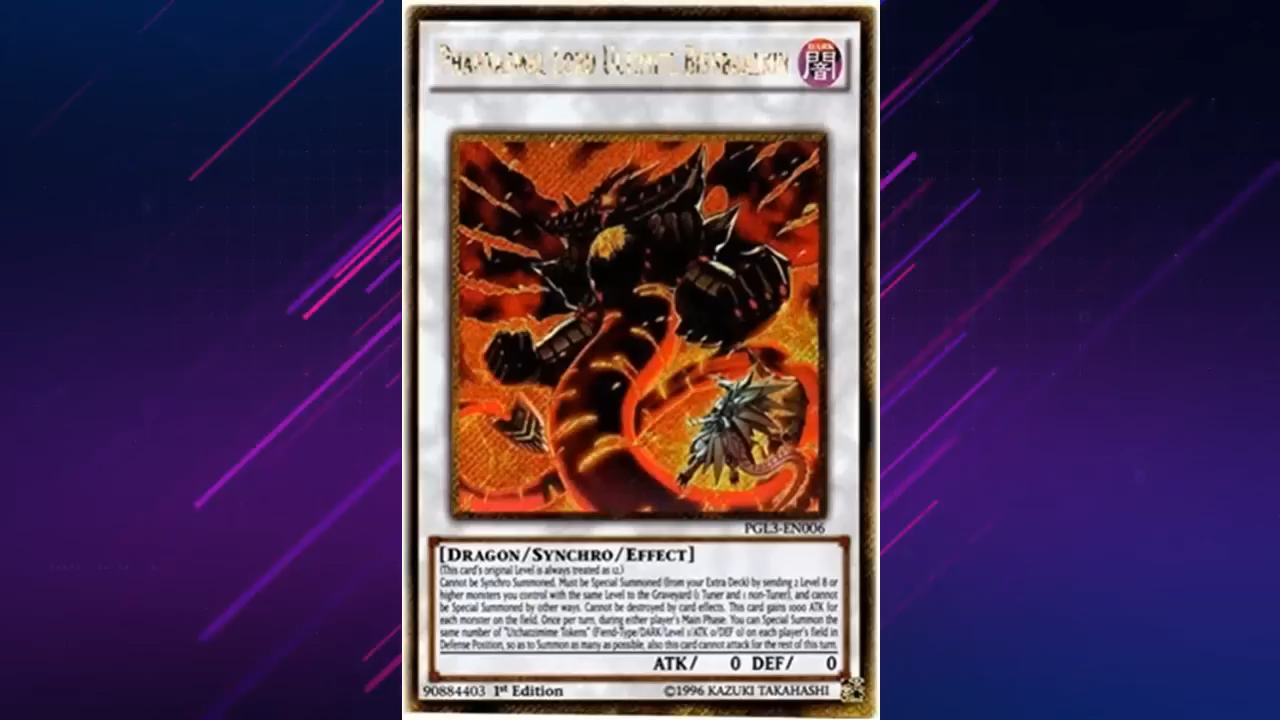 Phantasmal Lord Ultimitl Bishbaalkin
DARK
闇
PGL3-EN006
[Dragon/Synchro/Effect]
(This card's original Level is always treated as 12.)
Cannot be Synchro Summoned. Must be Special Summoned (from your Extra Deck) by sending 2 Level 8 or
higher monsters you control with the same Level to the Graveyard (1 Tuner and 1 non-Tuner), and cannot
be Special Summoned by other ways. Cannot be destroyed by card effects. This card gains 1000 ATK for
each monster on the field. Once per turn, during either player's Main Phase: You can Special Summon the
same number of "Utchatzimime Tokens" (Fiend-Type/DARK/Level 1/ATK 0/DEF 0) on each player's field in
Defense Position, so as to Summon as many as possible, also this card cannot attack for the rest of this turn.
ATK/ 0 DEF/ 0
90884403 1st Edition ©1996 KAZUKI TAKAHASHI